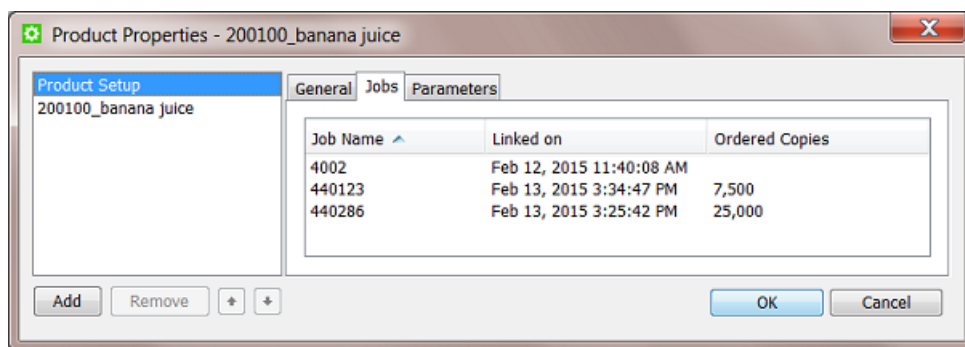 Product Properties - 200100_banana juice
Product Setup
200100_banana juice
General Jobs Parameters
Job Name Linked on Ordered Copies
4002 Feb 12, 2015 11:40:08 AM
440123 Feb 13, 2015 3:34:47 PM 7,500
440286 Feb 13, 2015 3:25:42 PM 25,000
Add Remove OK Cancel